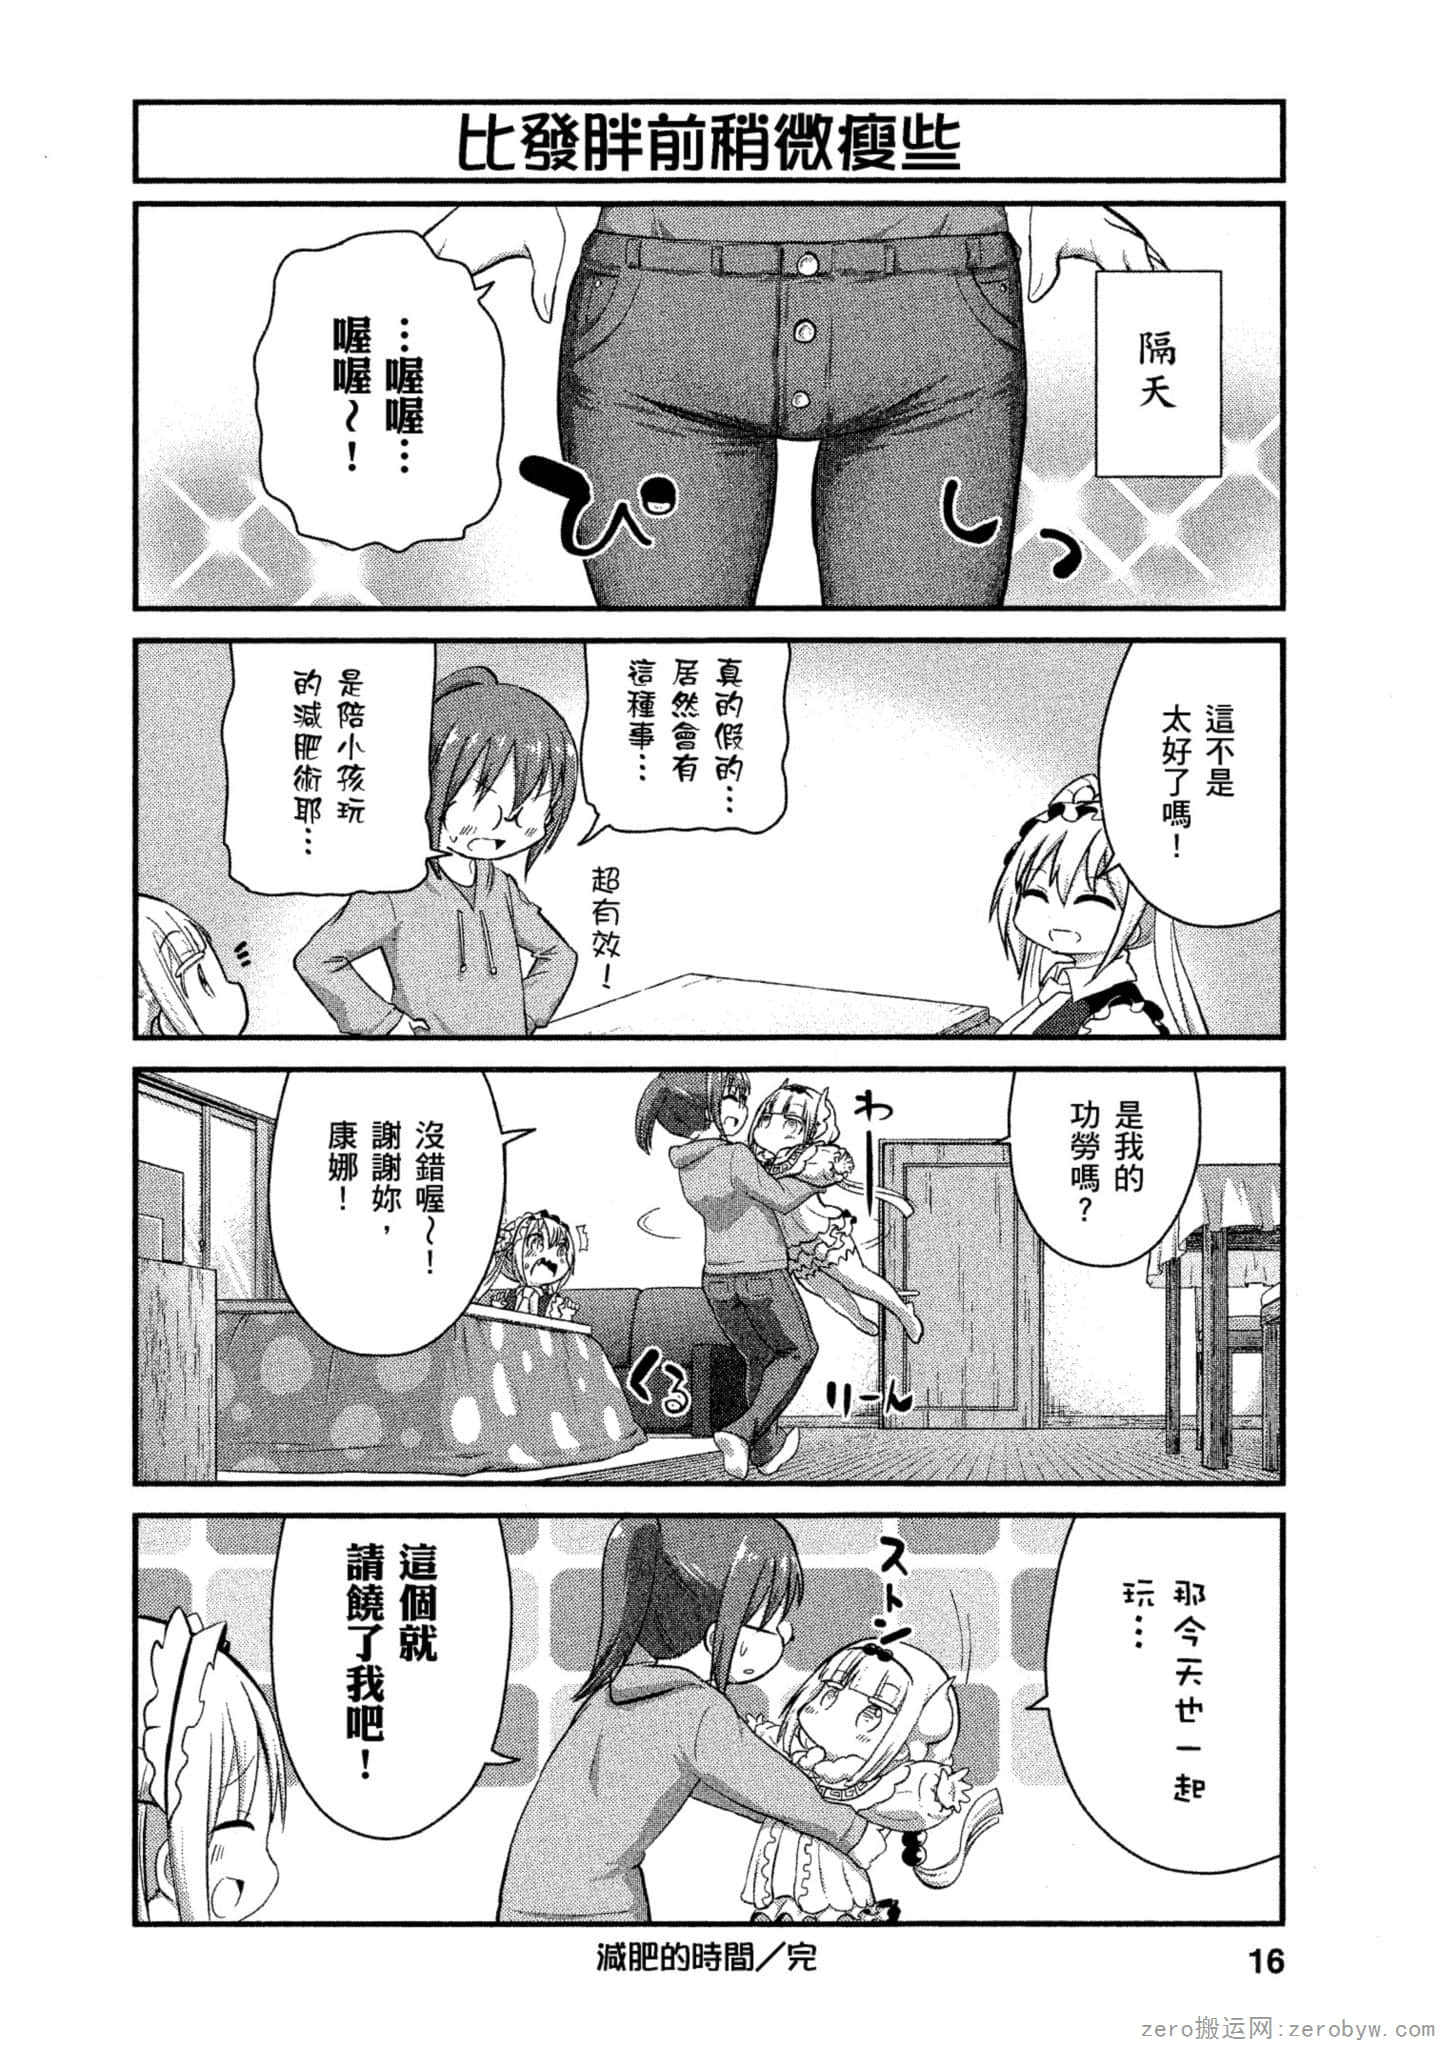 比發胖前稍微瘦些
隔天
…喔喔…
喔喔～！
ぴしっ
這不是
太好了嗎！
真的假的…
居然會有
這種事…
超有效！
是陪小孩玩
的減肥術耶…
是我的
功勞嗎？
わー
沒錯喔～！
謝謝妳，
康娜！
くるりーん
那今天也一起
玩…
ストン
這個就
請饒了我吧！
減肥的時間／完
16
zero搬运网:zerobyw.com/